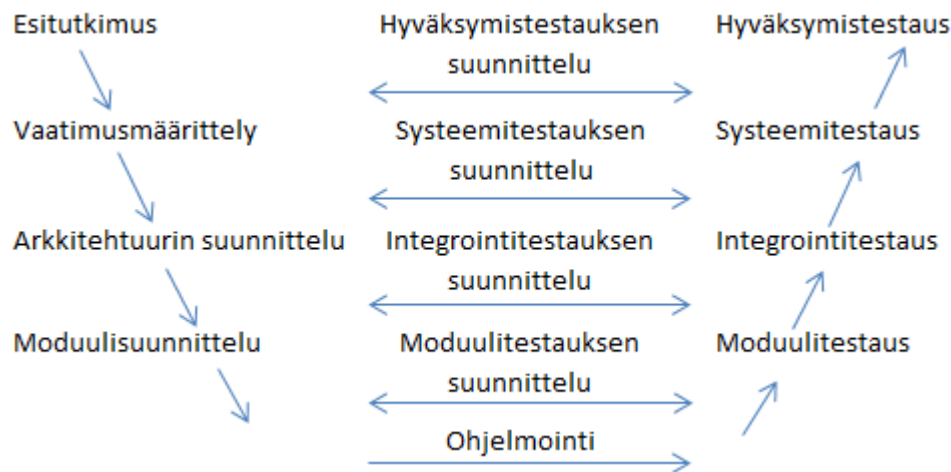 Esitutkimus Hyväksymistestauksen Hyväksymistestaus
suunnittelu
Vaatimusmäärittely Systeemitestauksen Systeemitestaus
suunnittelu
Arkkitehtuurin suunnittelu Integrointitestauksen Integrointitestaus
suunnittelu
Moduulisuunnittelu Moduulitestauksen Moduulitestaus
suunnittelu
Ohjelmointi